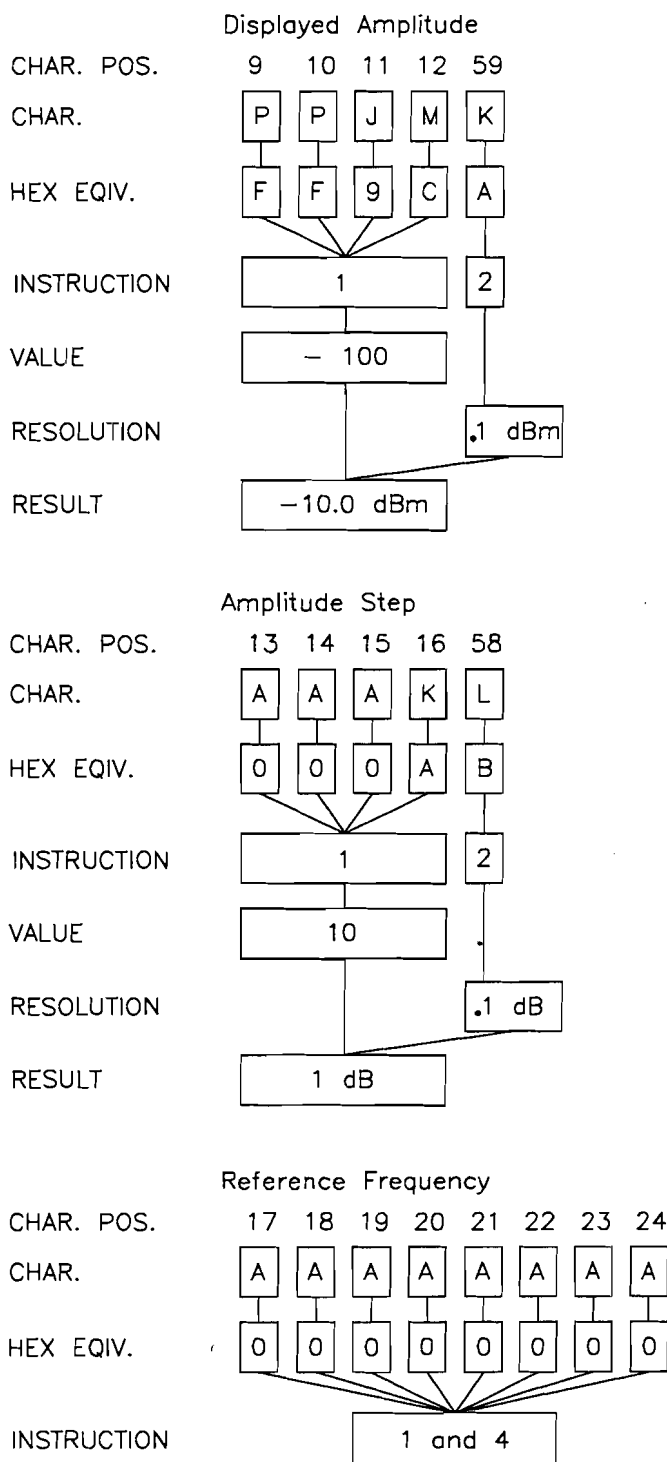 Displayed Amplitude
CHAR. POS. 9 10 11 12 59
CHAR. P P J M K
HEX EQIV. F F 9 C A
INSTRUCTION 1 2
VALUE – 100
RESOLUTION .1 dBm
RESULT –10.0 dBm
Amplitude Step
CHAR. POS. 13 14 15 16 58
CHAR. A A A K L
HEX EQIV. 0 0 0 A B
INSTRUCTION 1 2
VALUE 10
RESOLUTION .1 dB
RESULT 1 dB
Reference Frequency
CHAR. POS. 17 18 19 20 21 22 23 24
CHAR. A A A A A A A A
HEX EQIV. 0 0 0 0 0 0 0 0
INSTRUCTION 1 and 4